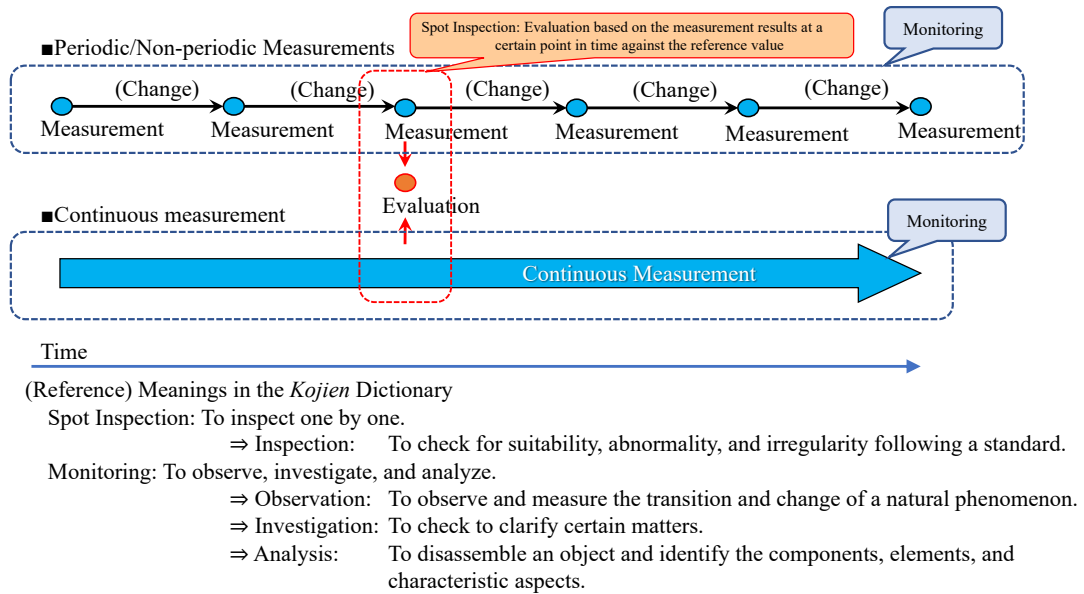 Spot Inspection: Evaluation based on the measurement results at a
certain point in time against the reference value
Monitoring
■Periodic/Non-periodic Measurements
(Change) (Change) (Change) (Change) (Change)
Measurement Measurement Measurement Measurement Measurement Measurement
Evaluation
■Continuous measurement
Monitoring
Continuous Measurement
Time
(Reference) Meanings in the Kojien Dictionary
Spot Inspection: To inspect one by one.
⇒ Inspection: To check for suitability, abnormality, and irregularity following a standard.
Monitoring: To observe, investigate, and analyze.
⇒ Observation: To observe and measure the transition and change of a natural phenomenon.
⇒ Investigation: To check to clarify certain matters.
⇒ Analysis: To disassemble an object and identify the components, elements, and
characteristic aspects.